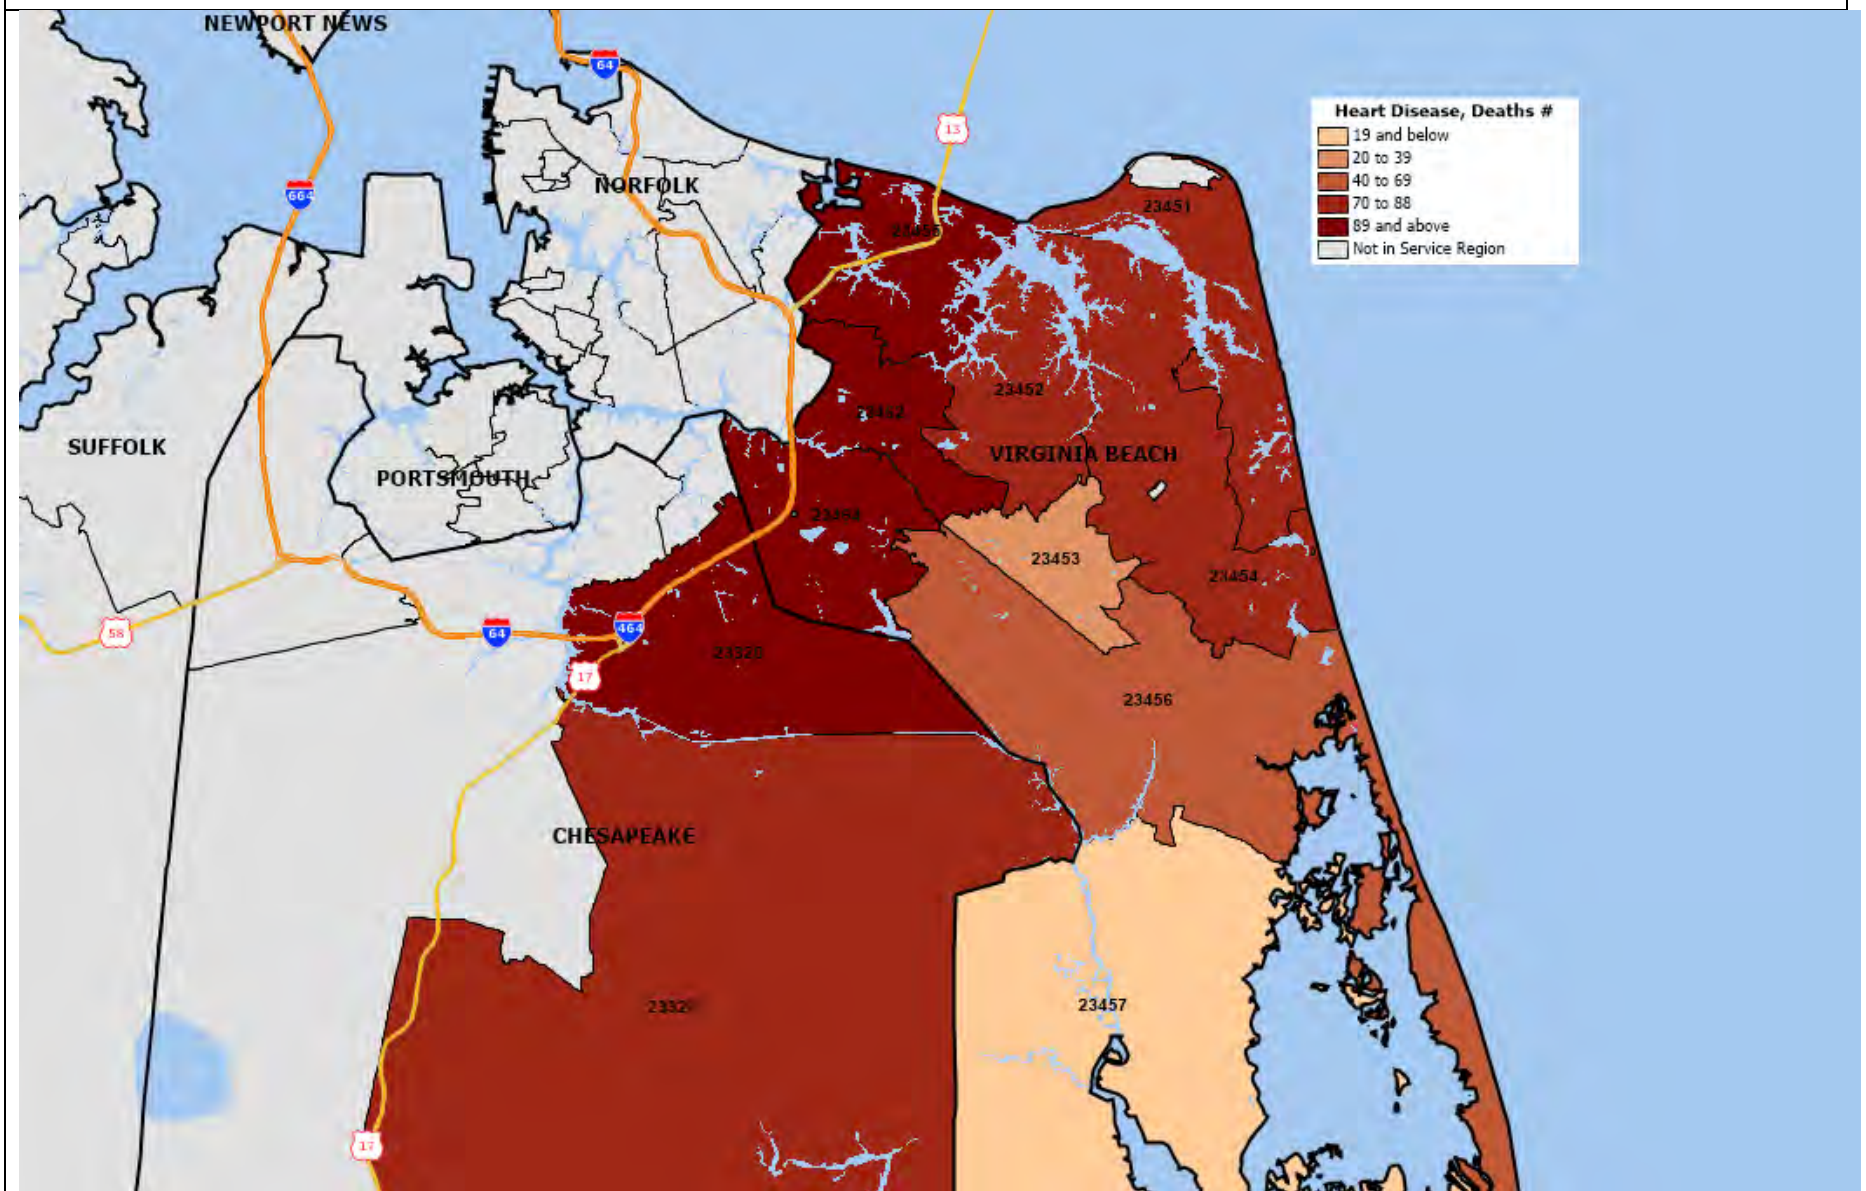 NEWPORT NEWS
64
13
Heart Disease, Deaths #
19 and below
20 to 39
40 to 69
70 to 88
89 and above
Not in Service Region
664
NORFOLK
23451
23455
23452
23462
SUFFOLK
VIRGINIA BEACH
PORTSMOUTH
23453
23454
58
64
464
23320
17
23456
CHESAPEAKE
23457
17